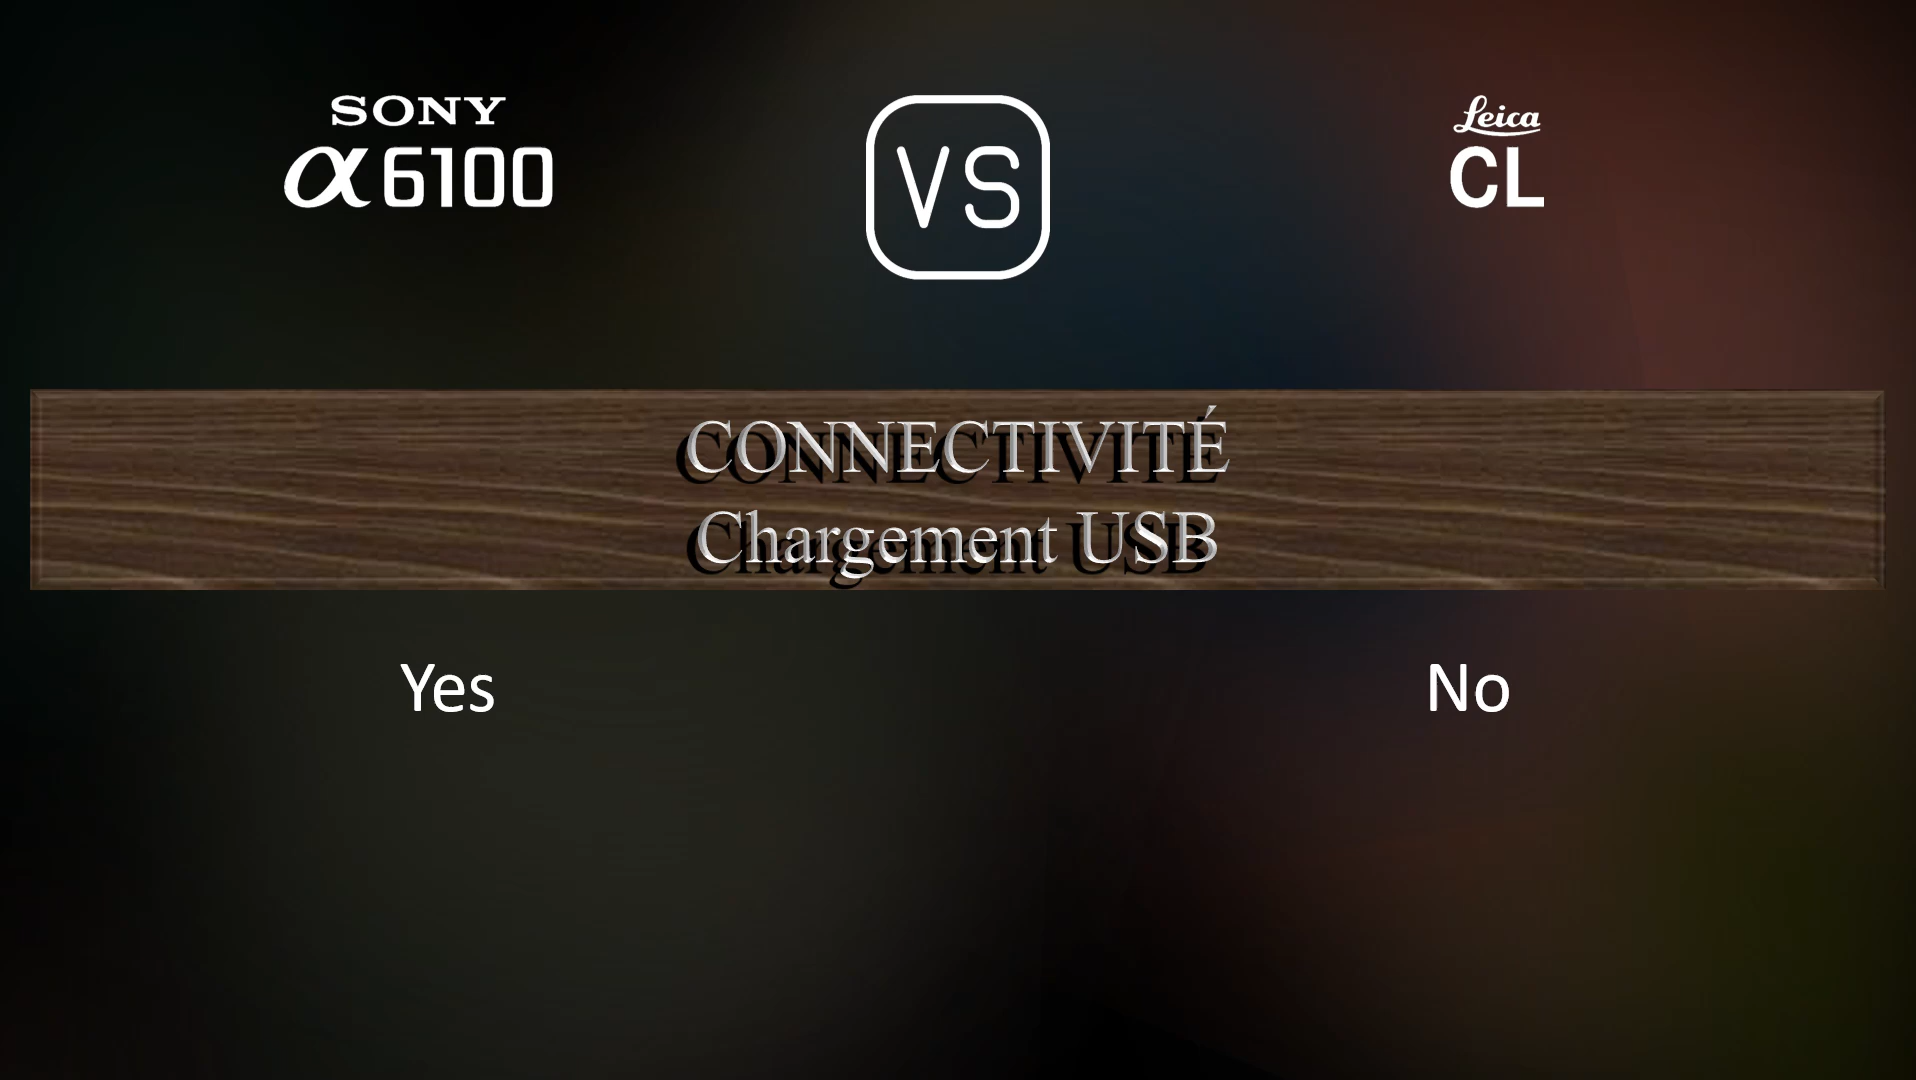 SONY
α6100
VS
Leica
CL
CONNECTIVITÉ
Chargement USB
Yes
No